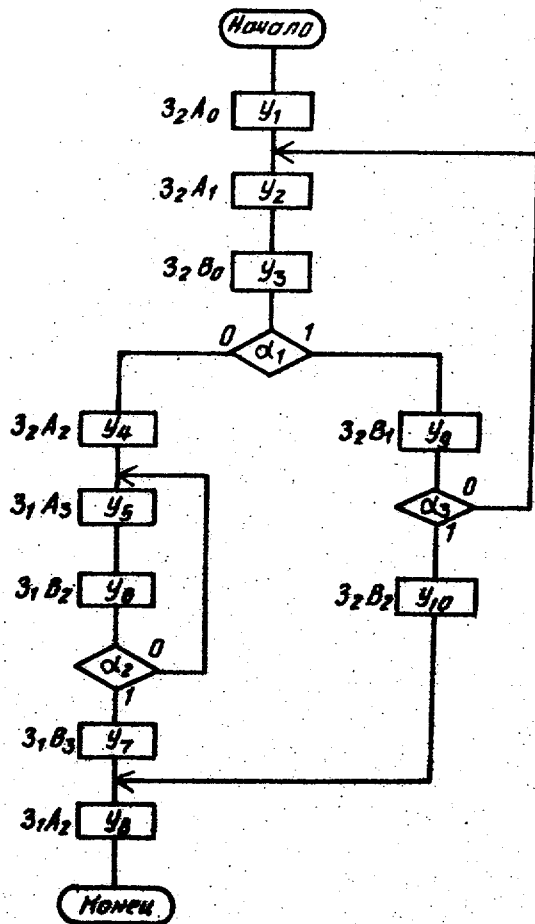 Начало
З₂A₀ y₁
З₂A₁ y₂
З₂B₀ y₃
0 α₁ 1
З₂A₂ y₄
З₂B₁ y₉
З₁A₃ y₅
α₃ 0
1
З₁B₂ y₈
З₂B₂ y₁₀
α₂ 0
1
З₁B₃ y₇
З₁A₂ y₈
Конец